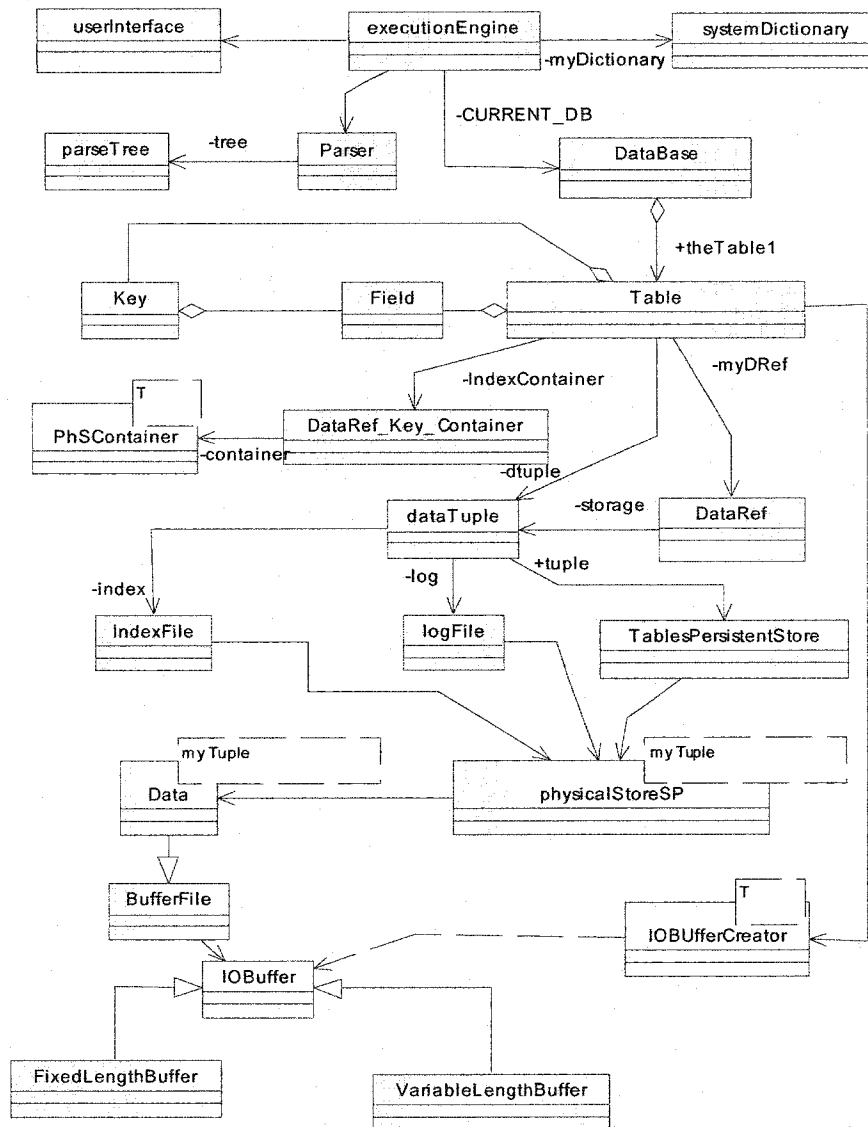 userInterface
executionEngine
systemDictionary
-myDictionary
-CURRENT_DB
parseTree
-tree
Parser
DataBase
+theTable1
Key
Field
Table
-IndexContainer
-myDRef
T
PhSContainer
-container
DataRef_Key_Container
-dtuple
dataTuple
-storage
DataRef
-index
-log
+tuple
IndexFile
logFile
TablesPersistentStore
myTuple
Data
myTuple
physicalStoreSP
BufferFile
T
IOBUfferCreator
IOBuffer
FixedLengthBuffer
VariableLengthBuffer